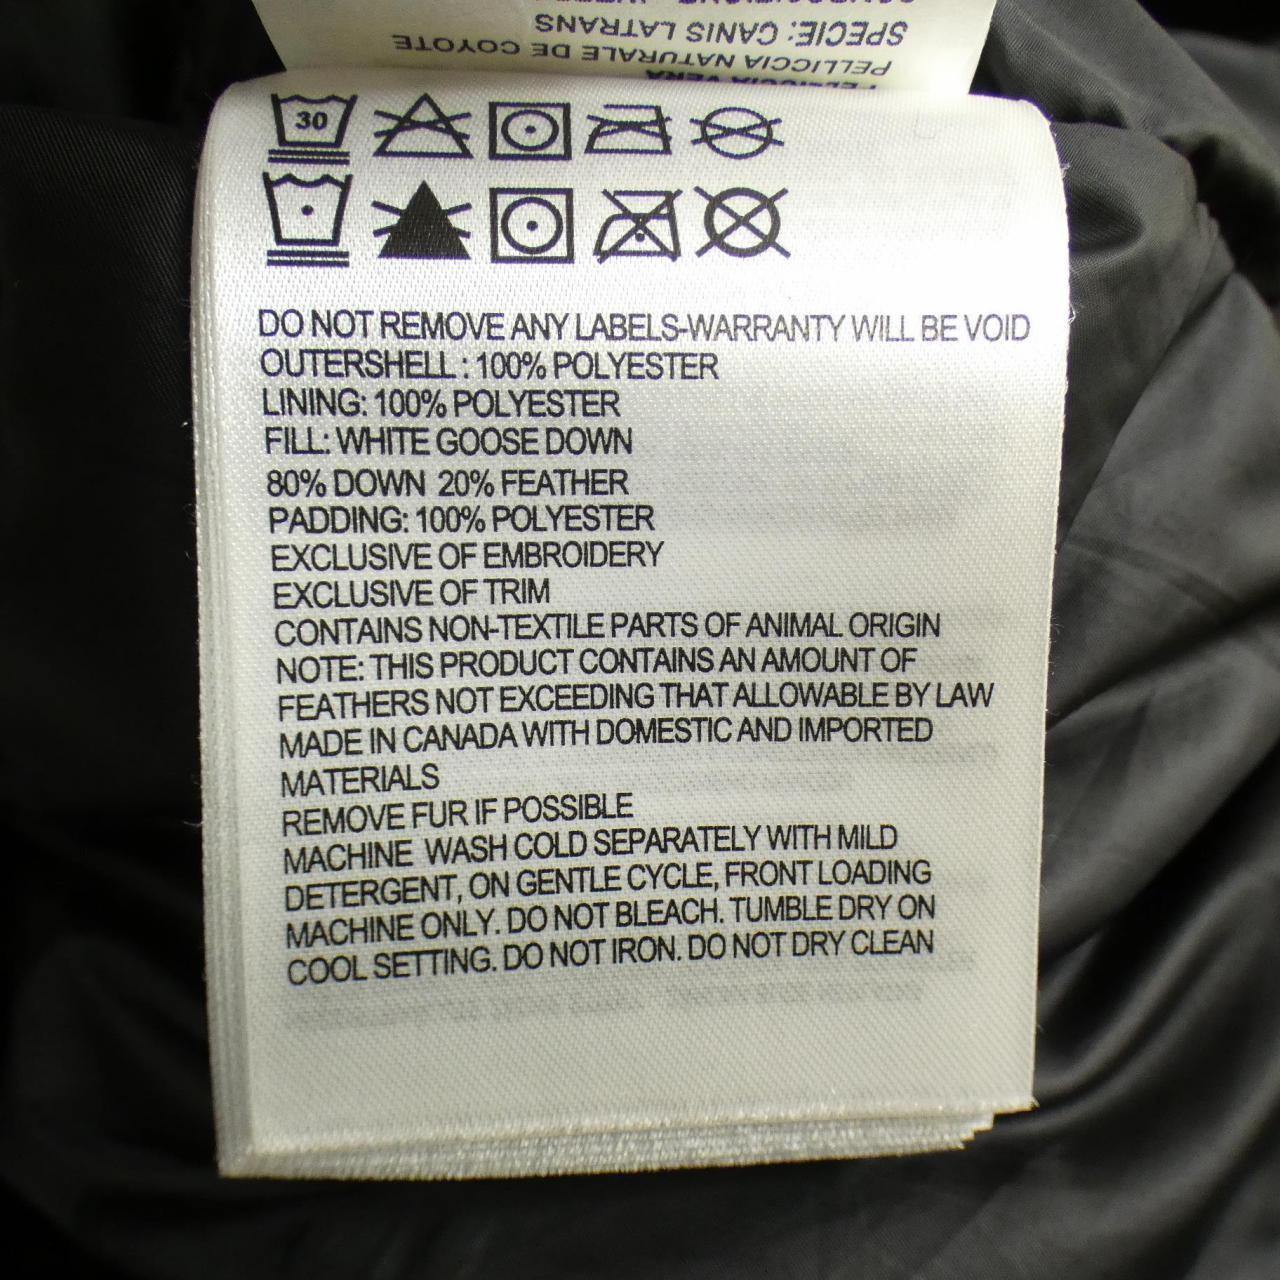 SPECIE: CANIS LATRANS
PELLICCIA NATURALE DE COYOTE
PELLICCIA VERA
30
DO NOT REMOVE ANY LABELS-WARRANTY WILL BE VOID
OUTERSHELL : 100% POLYESTER
LINING: 100% POLYESTER
FILL: WHITE GOOSE DOWN
80% DOWN 20% FEATHER
PADDING: 100% POLYESTER
EXCLUSIVE OF EMBROIDERY
EXCLUSIVE OF TRIM
CONTAINS NON-TEXTILE PARTS OF ANIMAL ORIGIN
NOTE: THIS PRODUCT CONTAINS AN AMOUNT OF
FEATHERS NOT EXCEEDING THAT ALLOWABLE BY LAW
MADE IN CANADA WITH DOMESTIC AND IMPORTED
MATERIALS
REMOVE FUR IF POSSIBLE
MACHINE WASH COLD SEPARATELY WITH MILD
DETERGENT, ON GENTLE CYCLE, FRONT LOADING
MACHINE ONLY. DO NOT BLEACH. TUMBLE DRY ON
COOL SETTING. DO NOT IRON. DO NOT DRY CLEAN